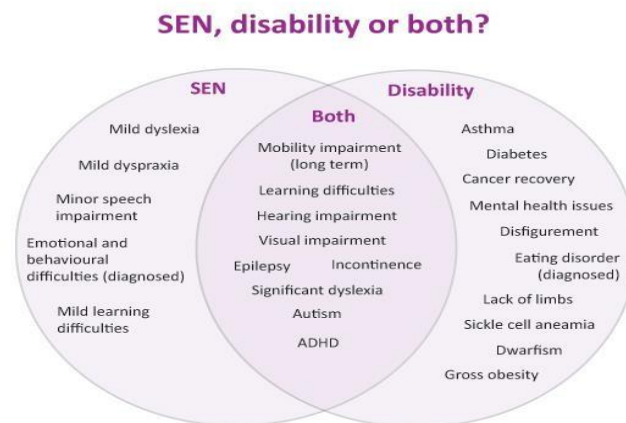 SEN, disability or both?
SEN
Mild dyslexia
Mild dyspraxia
Minor speech
impairment
Emotional and
behavioural
difficulties (diagnosed)
Mild learning
difficulties
Both
Mobility impairment
(long term)
Learning difficulties
Hearing impairment
Visual impairment
Epilepsy Incontinence
Significant dyslexia
Autism
ADHD
Disability
Asthma
Diabetes
Cancer recovery
Mental health issues
Disfigurement
Eating disorder
(diagnosed)
Lack of limbs
Sickle cell aneamia
Dwarfism
Gross obesity